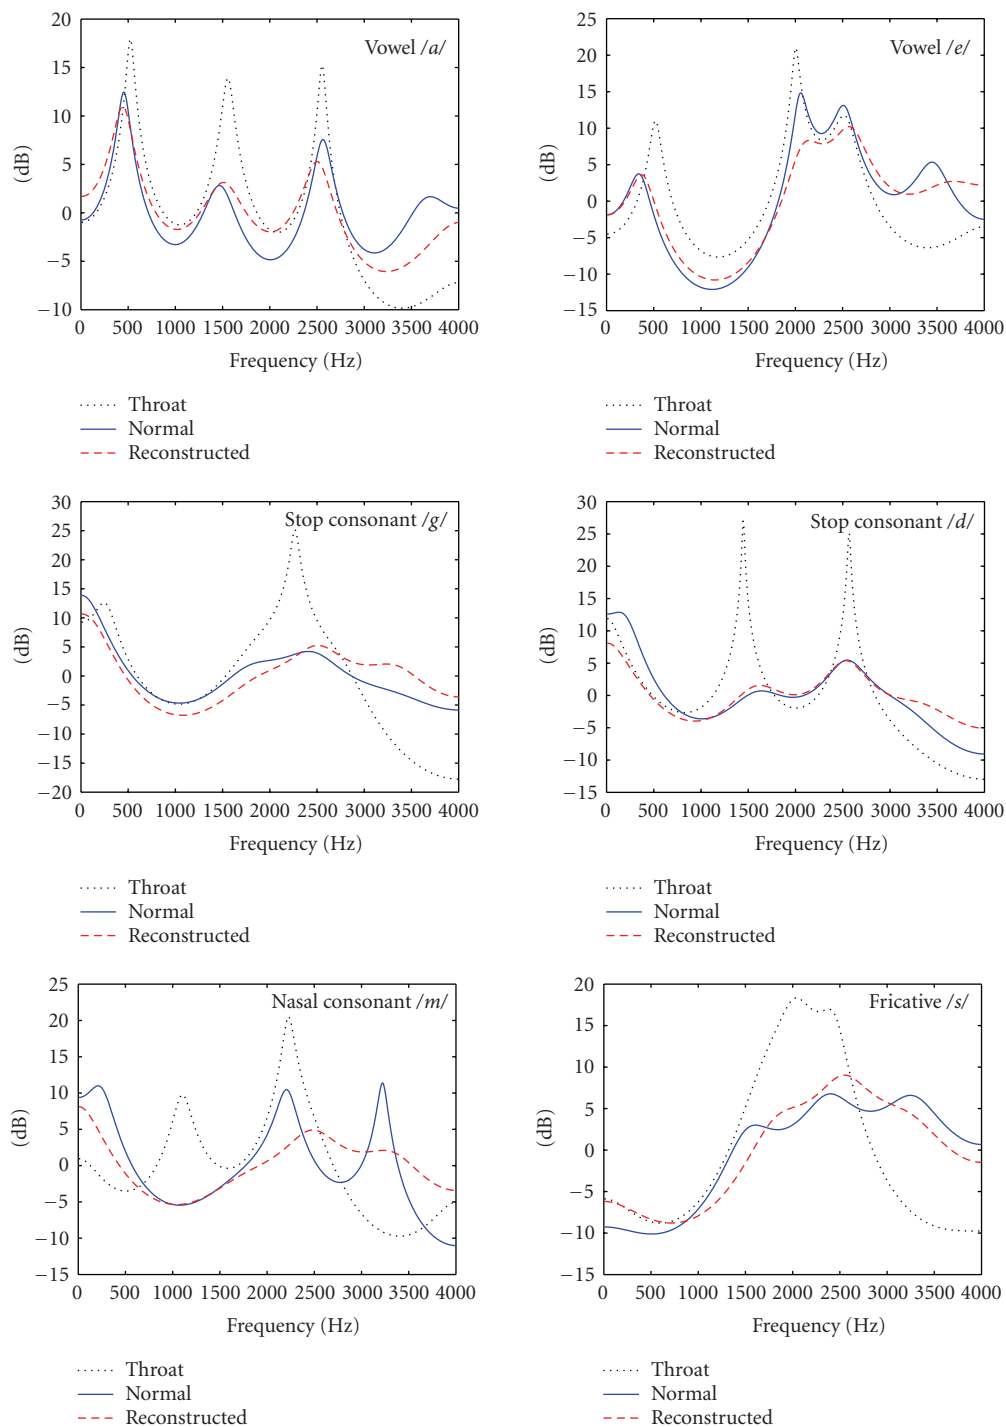 20
15
10
5
0
−5
−10
(dB)
Vowel /a/
0 500 1000 1500 2000 2500 3000 3500 4000
Frequency (Hz)
Throat
Normal
Reconstructed
25
20
15
10
5
0
−5
−10
−15
(dB)
Vowel /e/
0 500 1000 1500 2000 2500 3000 3500 4000
Frequency (Hz)
Throat
Normal
Reconstructed
30
25
20
15
10
5
0
−5
−10
−15
−20
(dB)
Stop consonant /g/
0 500 1000 1500 2000 2500 3000 3500 4000
Frequency (Hz)
Throat
Normal
Reconstructed
30
25
20
15
10
5
0
−5
−10
−15
(dB)
Stop consonant /d/
0 500 1000 1500 2000 2500 3000 3500 4000
Frequency (Hz)
Throat
Normal
Reconstructed
25
20
15
10
5
0
−5
−10
−15
(dB)
Nasal consonant /m/
0 500 1000 1500 2000 2500 3000 3500 4000
Frequency (Hz)
Throat
Normal
Reconstructed
20
15
10
5
0
−5
−10
−15
(dB)
Fricative /s/
0 500 1000 1500 2000 2500 3000 3500 4000
Frequency (Hz)
Throat
Normal
Reconstructed